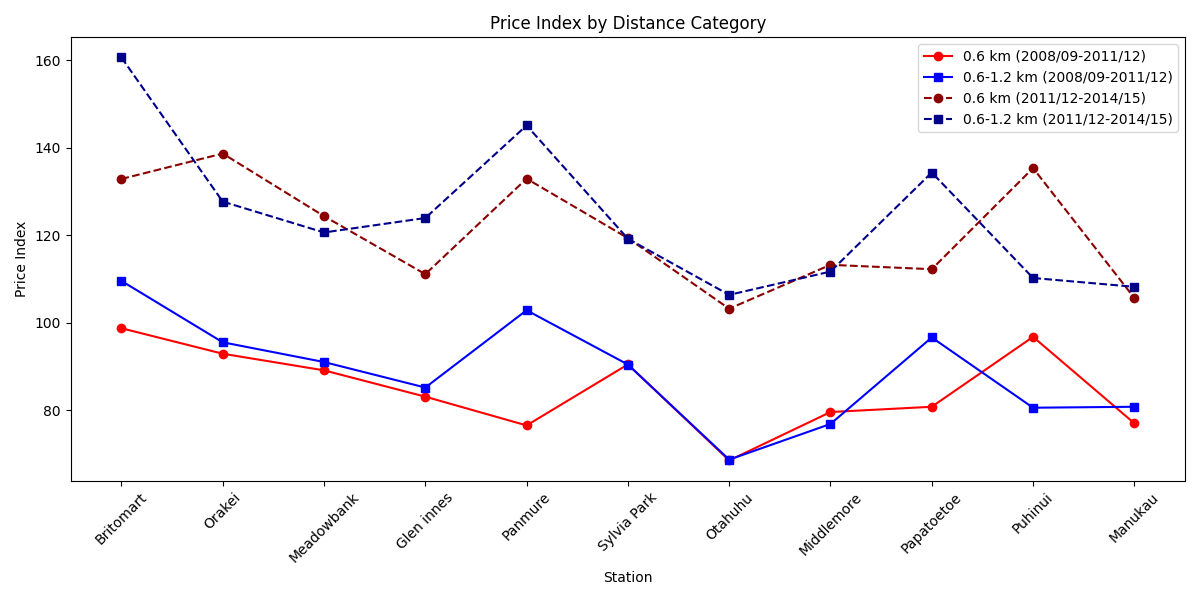 Price Index by Distance Category
0.6 km (2008/09-2011/12)
0.6-1.2 km (2008/09-2011/12)
0.6 km (2011/12-2014/15)
0.6-1.2 km (2011/12-2014/15)
Price Index
160
140
120
100
80
Britomart
Orakei
Meadowbank
Glen innes
Panmure
Sylvia Park
Otahuhu
Middlemore
Papatoetoe
Puhinui
Manukau
Station